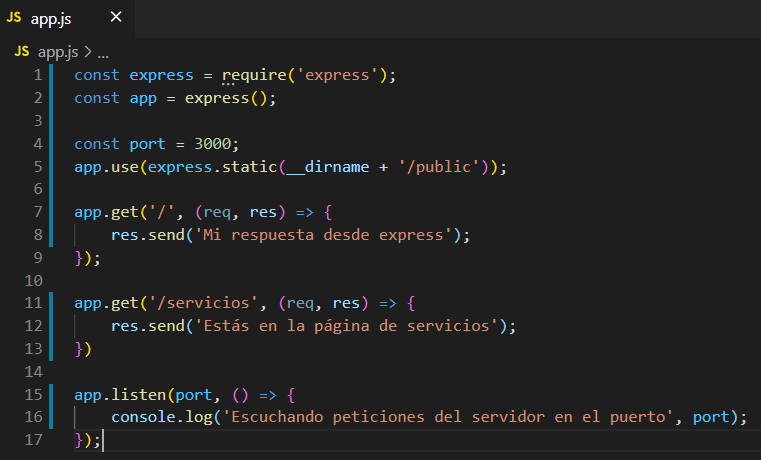 JS app.js ×
JS app.js > ...
1 const express = require('express');
2 const app = express();
3
4 const port = 3000;
5 app.use(express.static(__dirname + '/public'));
6
7 app.get('/', (req, res) => {
8     res.send('Mi respuesta desde express');
9 });
10
11 app.get('/servicios', (req, res) => {
12     res.send('Estás en la página de servicios');
13 })
14
15 app.listen(port, () => {
16     console.log('Escuchando peticiones del servidor en el puerto', port);
17 });